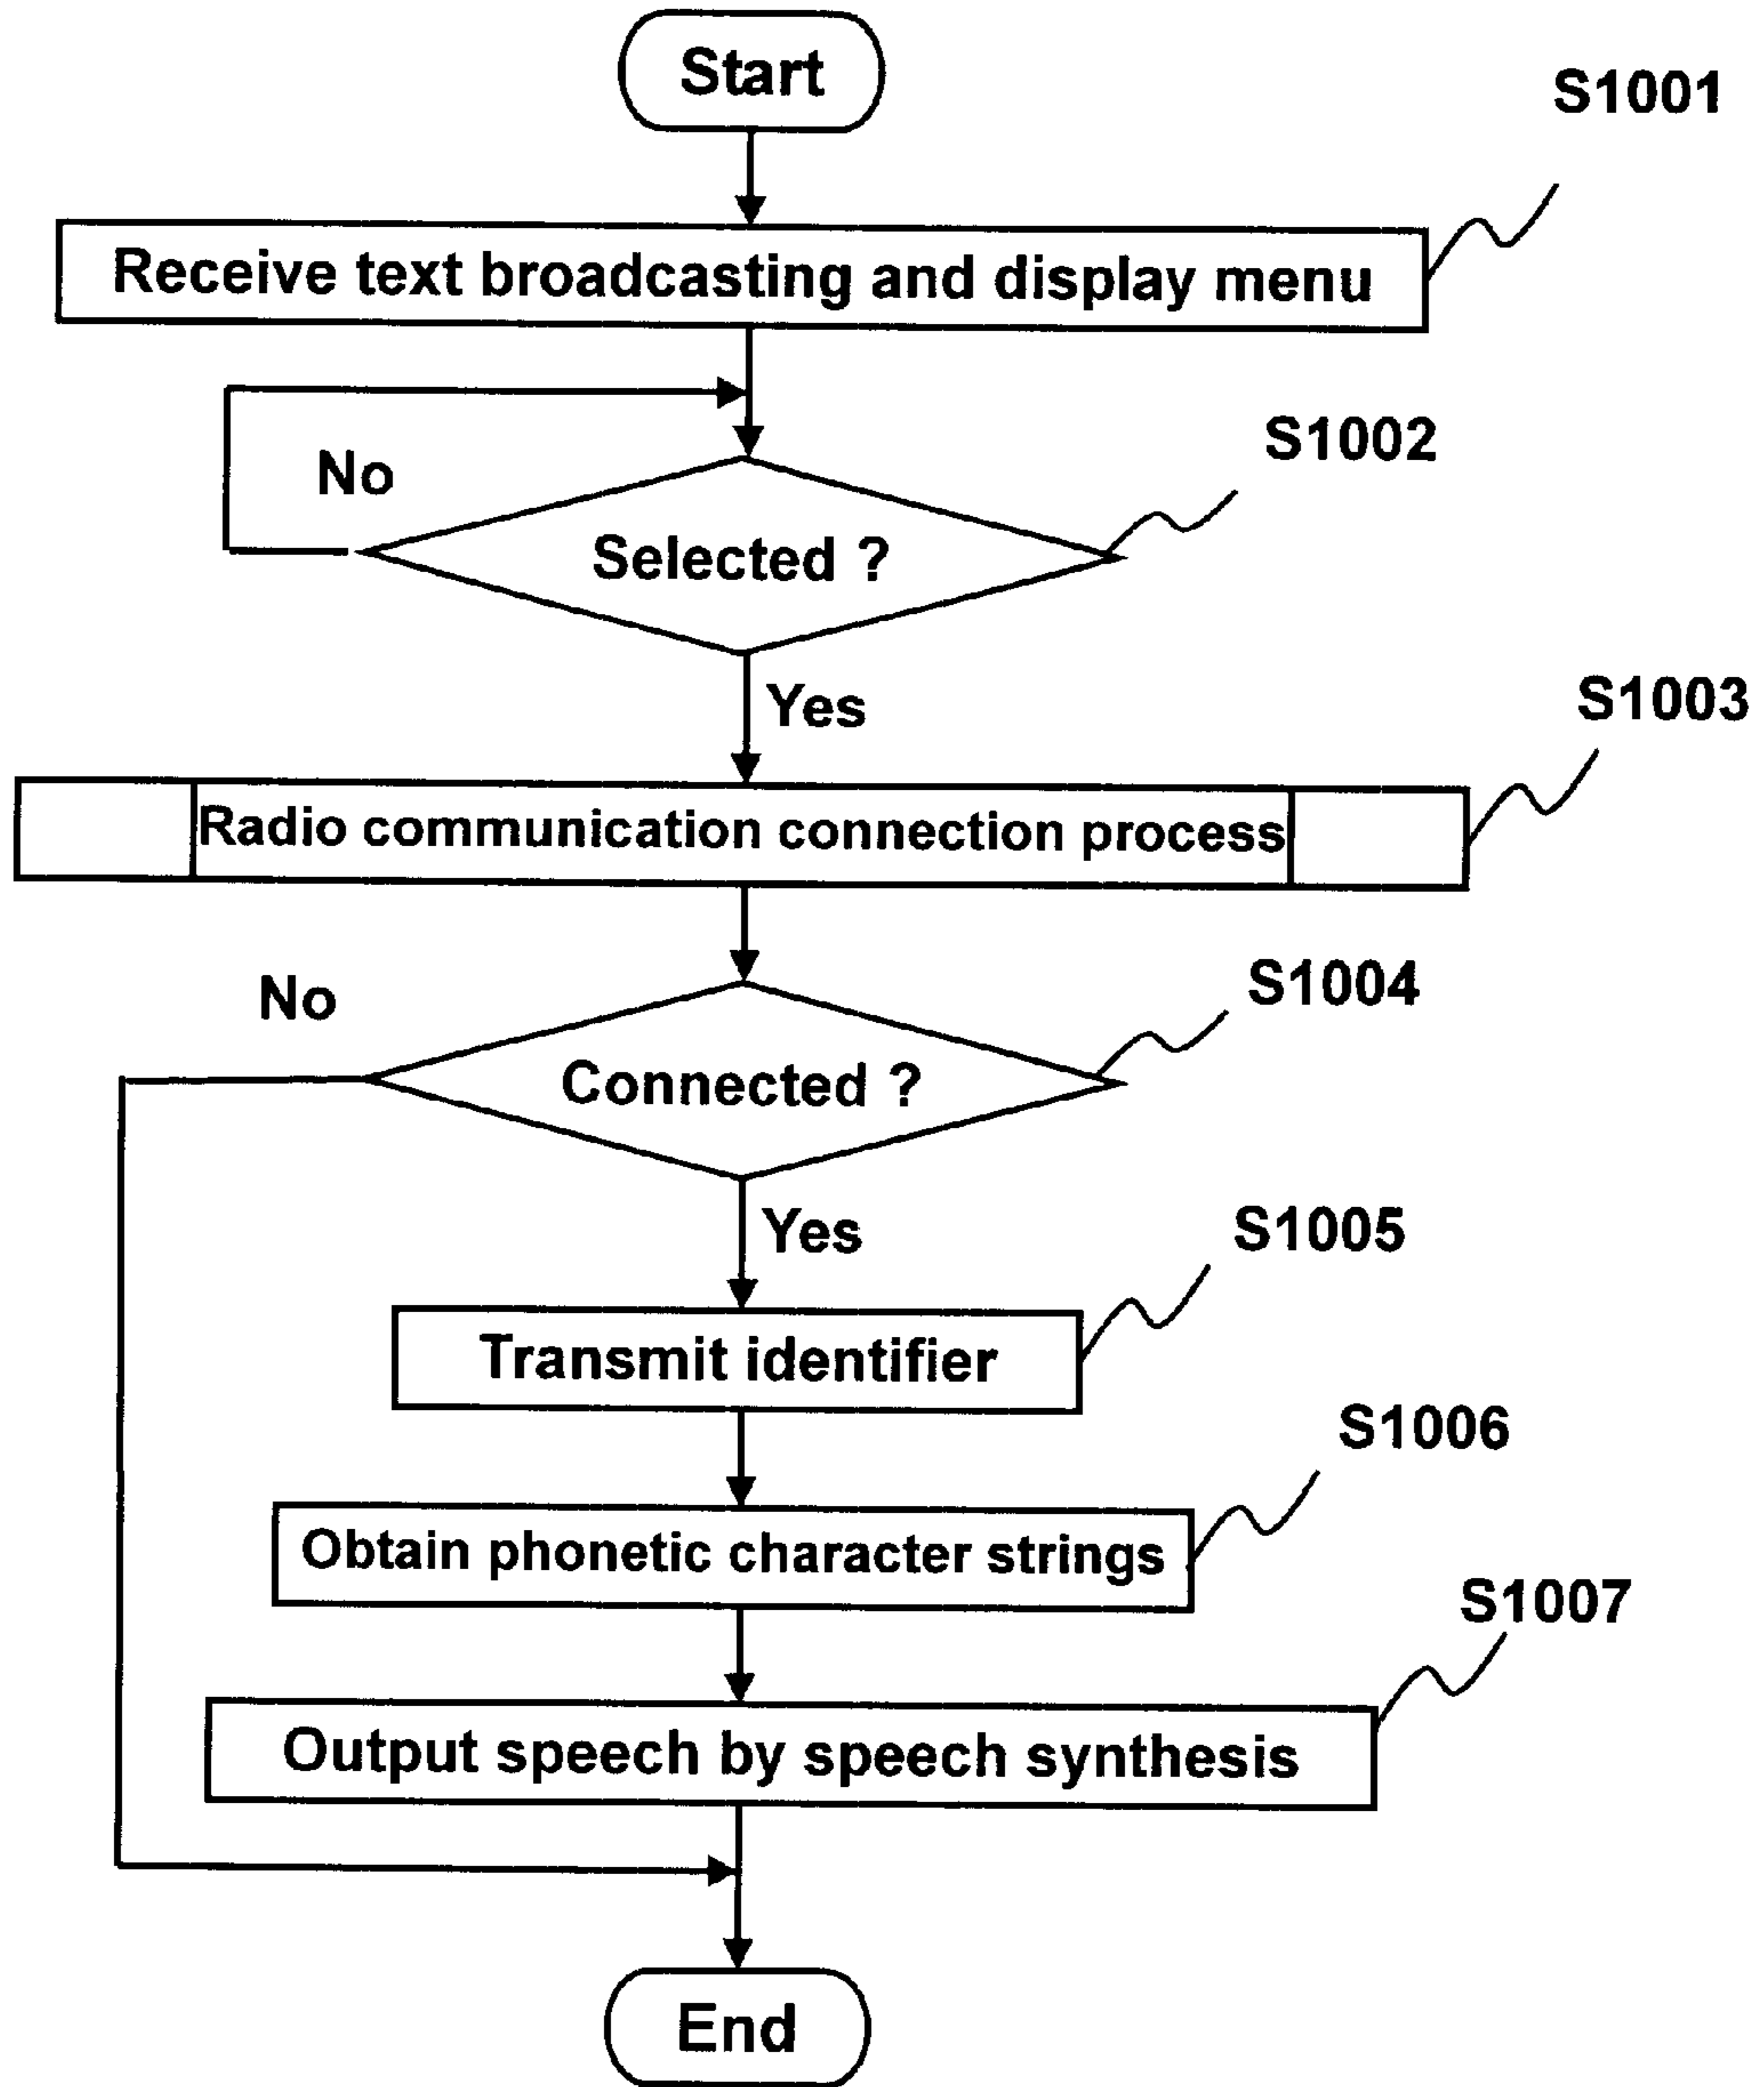 Start
S1001
Receive text broadcasting and display menu
S1002
No
Selected ?
Yes
S1003
Radio communication connection process
S1004
No
Connected ?
Yes
S1005
Transmit identifier
S1006
Obtain phonetic character strings
S1007
Output speech by speech synthesis
End